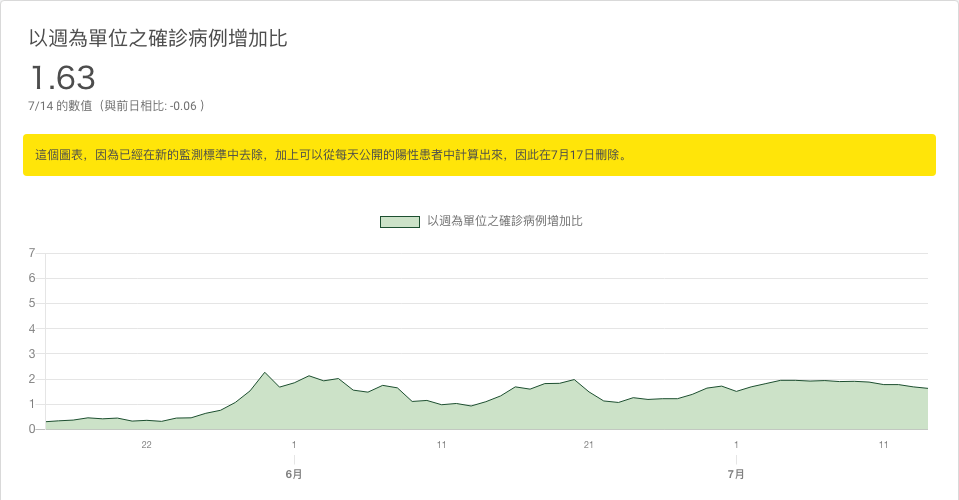 以週為單位之確診病例增加比
1.63
7/14 的數值（與前日相比: -0.06 ）
這個圖表，因為已經在新的監測標準中去除，加上可以從每天公開的陽性患者中計算出來，因此在7月17日刪除。
以週為單位之確診病例增加比
7
6
5
4
3
2
1
0
22 1 11 21 1 11
6月 7月